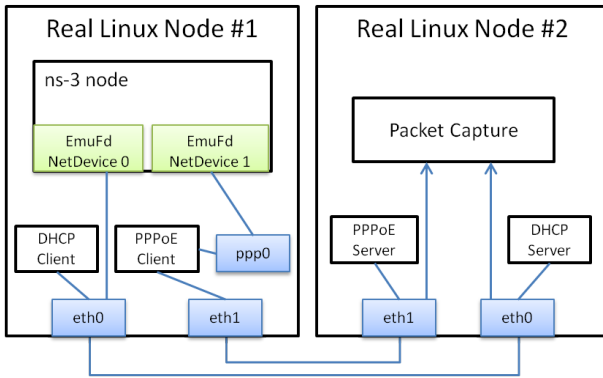 Real Linux Node #1
ns-3 node
EmuFd
NetDevice 0
EmuFd
NetDevice 1
DHCP
Client
PPPoE
Client
ppp0
eth0
eth1
Real Linux Node #2
Packet Capture
PPPoE
Server
DHCP
Server
eth1
eth0